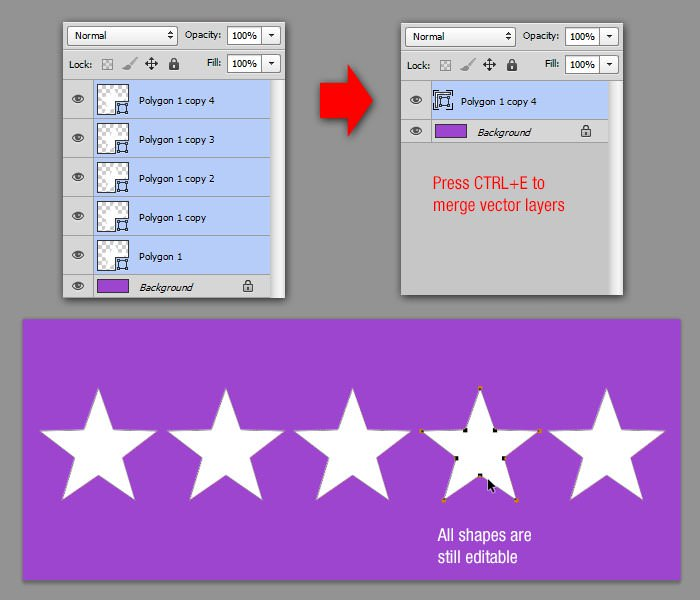 Normal Opacity: 100%
Lock: Fill: 100%
Polygon 1 copy 4
Polygon 1 copy 3
Polygon 1 copy 2
Polygon 1 copy
Polygon 1
Background
Normal Opacity: 100%
Lock: Fill: 100%
Polygon 1 copy 4
Background
Press CTRL+E to
merge vector layers
All shapes are
still editable